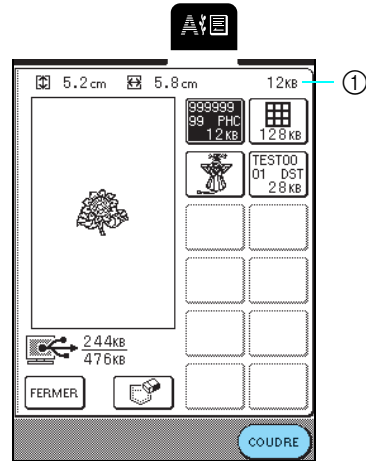 A
5.2cm 5.8cm 12KB ①
999999
99 PHC
12KB
128KB
TEST00
01 DST
28KB
244KB
476KB
FERMER
COUDRE